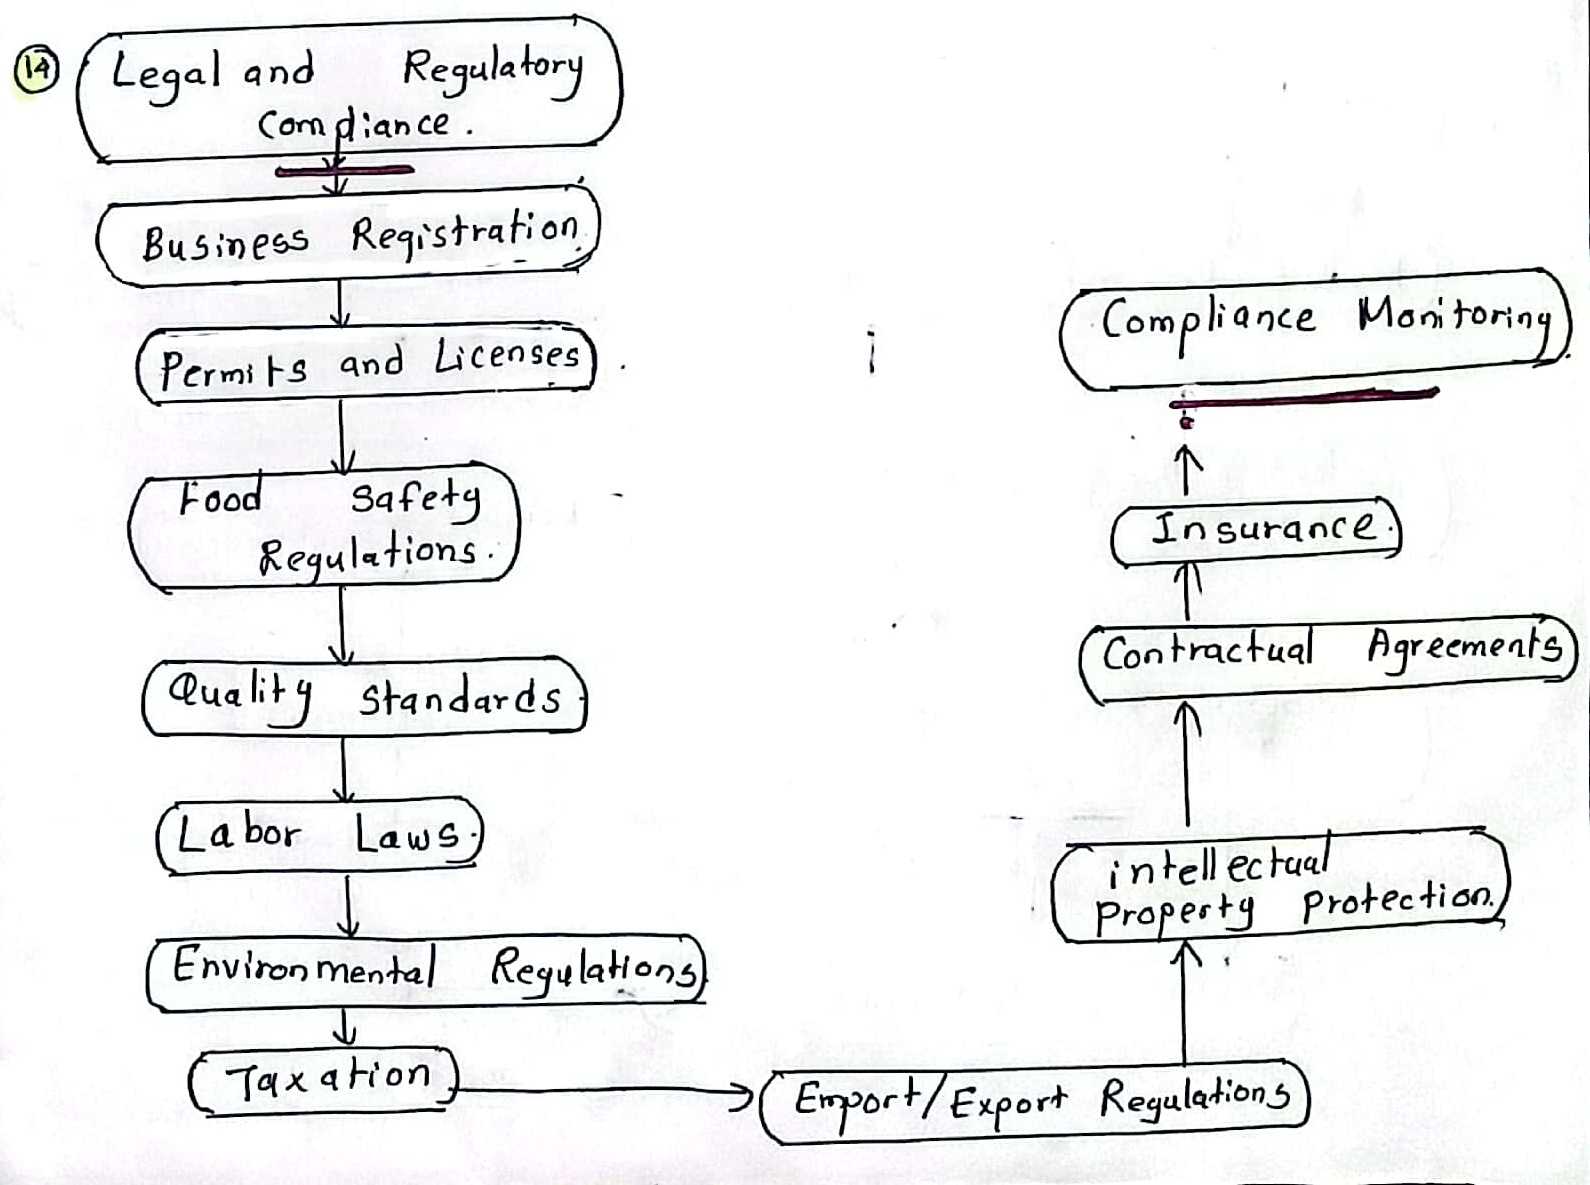 14
Legal and Regulatory
Compliance.
Business Registration
Permits and Licenses
Food Safety
Regulations.
Quality Standards
Labor Laws.
Environmental Regulations
Taxation
Emport/Export Regulations
intellectual
Property Protection.
Contractual Agreements
Insurance.
Compliance Monitoring